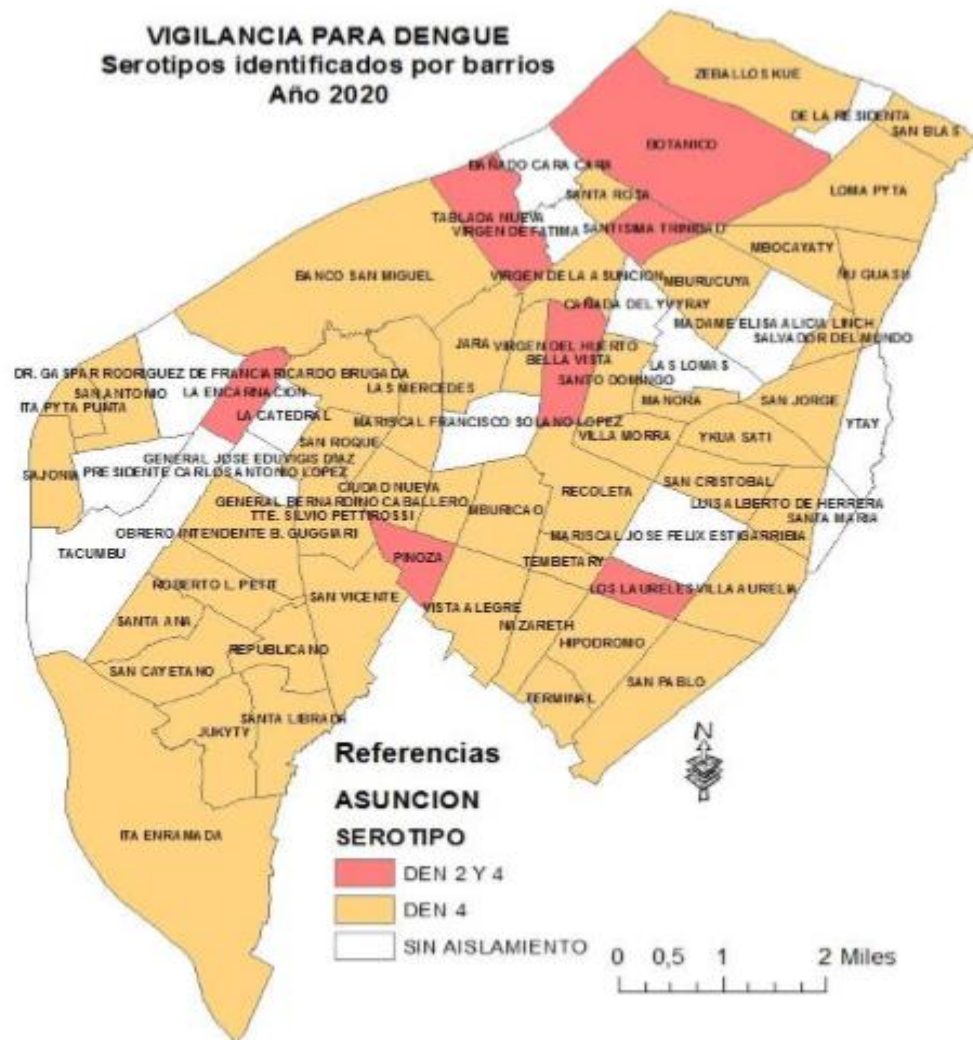 VIGILANCIA PARA DENGUE
Serotipos identificados por barrios
Año 2020
ZEBALLOS KUE
DE LA RESIDENTA
SAN BLAS
BOTANICO
BAÑADO CARA CARA
SANTA ROSA
LOMA PYTA
TABLADA NUEVA
VIRGEN DE FATIMA
SANTISIMA TRINIDAD
MBOCAYATY
BANCO SAN MIGUEL
VIRGEN DE LA ASUNCION
MBURUCUYA
ÑU GUASU
CAÑADA DEL YVYRAY
MADAME ELISA ALICIA LINCH
SALVADOR DEL MUNDO
JARA
VIRGEN DEL HUERTO
BELLA VISTA
LAS LOMAS
DR. GASPAR RODRIGUEZ DE FRANCIA
RICARDO BRUGADA
SAN ANTONIO
LA ENCARNACION
LAS MERCEDES
SANTO DOMINGO
MANORA
SAN JORGE
ITA PYTA PUNTA
LA CATEDRAL
MARISCAL FRANCISCO SOLANO LOPEZ
YTAY
SAN ROQUE
VILLA MORRA
YKUA SATI
GENERAL JOSE EDUVIGIS DIAZ
SAJONIA
PRESIDENTE CARLOS ANTONIO LOPEZ
CIUDAD NUEVA
RECOLETA
SAN CRISTOBAL
GENERAL BERNARDINO CABALLERO
MBURICAO
LUIS ALBERTO DE HERRERA
TTE. SILVIO PETTIROSSI
SANTA MARIA
OBRERO INTENDENTE B. GUGGIARI
MARISCAL JOSE FELIX ESTIGARRIBIA
TACUMBU
PINOZA
TEMBETARY
ROBERTO L. PETIT
LOS LAURELES
VILLA AURELIA
SAN VICENTE
VISTA ALEGRE
SANTA ANA
NAZARETH
REPUBLICANO
HIPODROMO
SAN CAYETANO
SAN PABLO
TERMINAL
SANTA LIBRADA
JUKYTY
N
ITA ENRAMADA
Referencias
ASUNCION
SEROTIPO
DEN 2 Y 4
DEN 4
SIN AISLAMIENTO
0 0,5 1 2 Miles